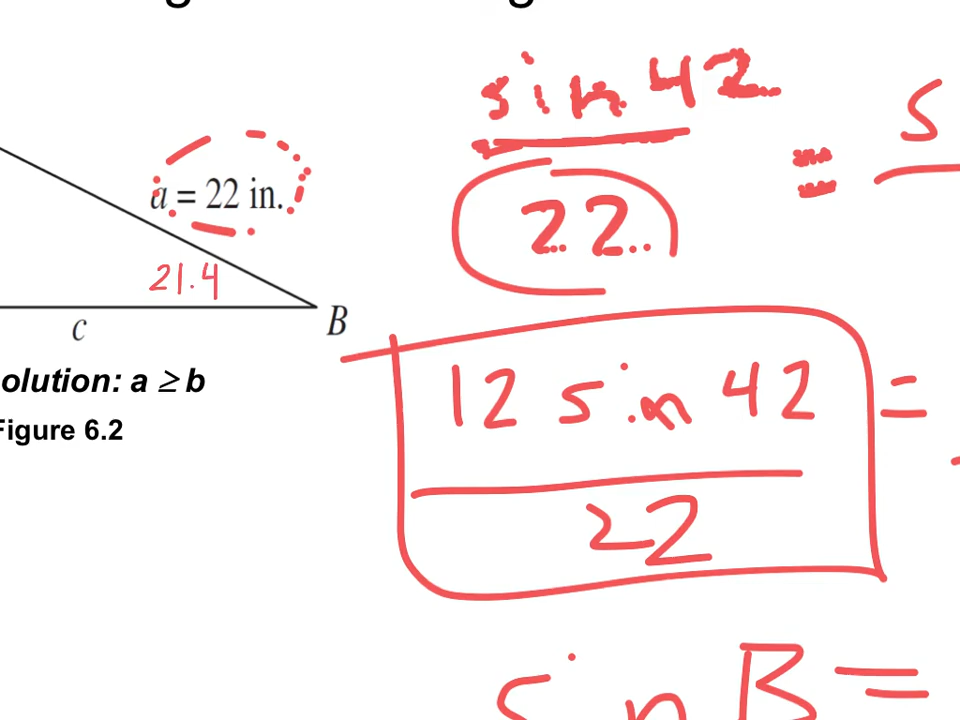 sin 42
= s
22
a = 22 in.
21.4
B
c
olution: a ≥ b
Figure 6.2
12 sin 42 =
22
sin B =